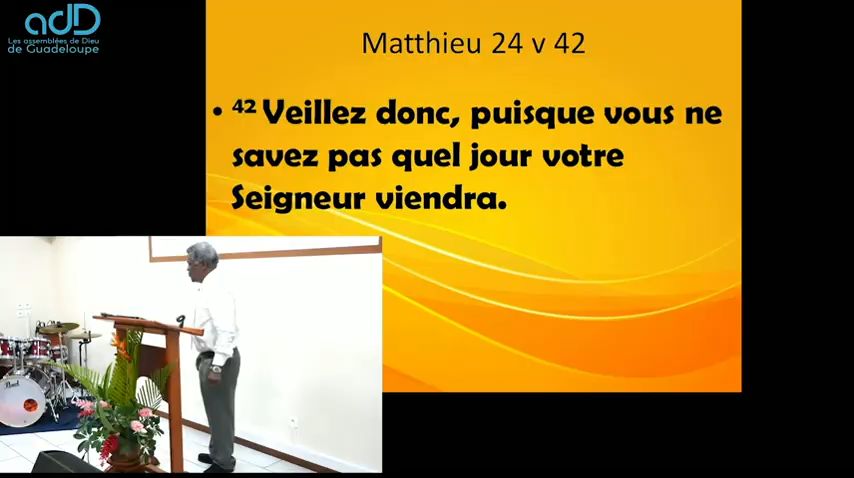 add
Les assemblées de Dieu
de Guadeloupe
Matthieu 24 v 42
• 42 Veillez donc, puisque vous ne
savez pas quel jour votre
Seigneur viendra.
Pearl